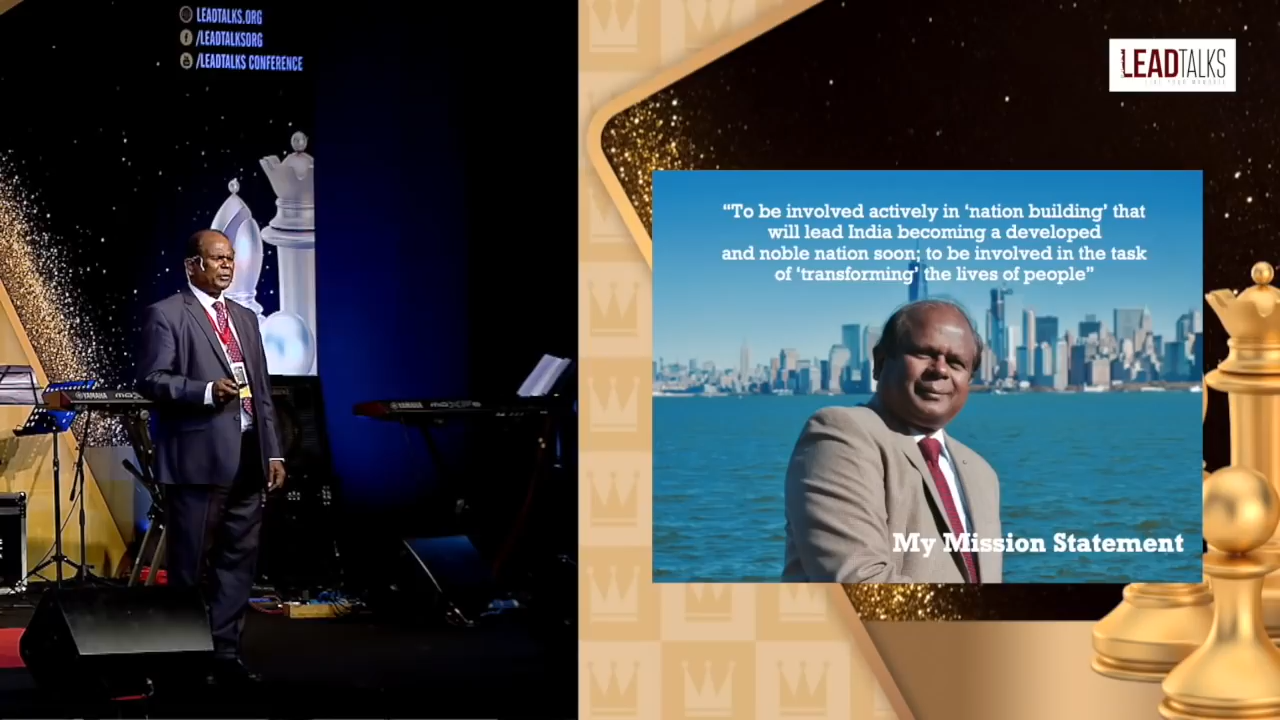 LEADTALKS.ORG
/LEADTALKSORG
/LEADTALKS CONFERENCE
LEADTALKS
“To be involved actively in ‘nation building’ that
will lead India becoming a developed
and noble nation soon; to be involved in the task
of ‘transforming’ the lives of people”
My Mission Statement
YAMAHA
YAMAHA